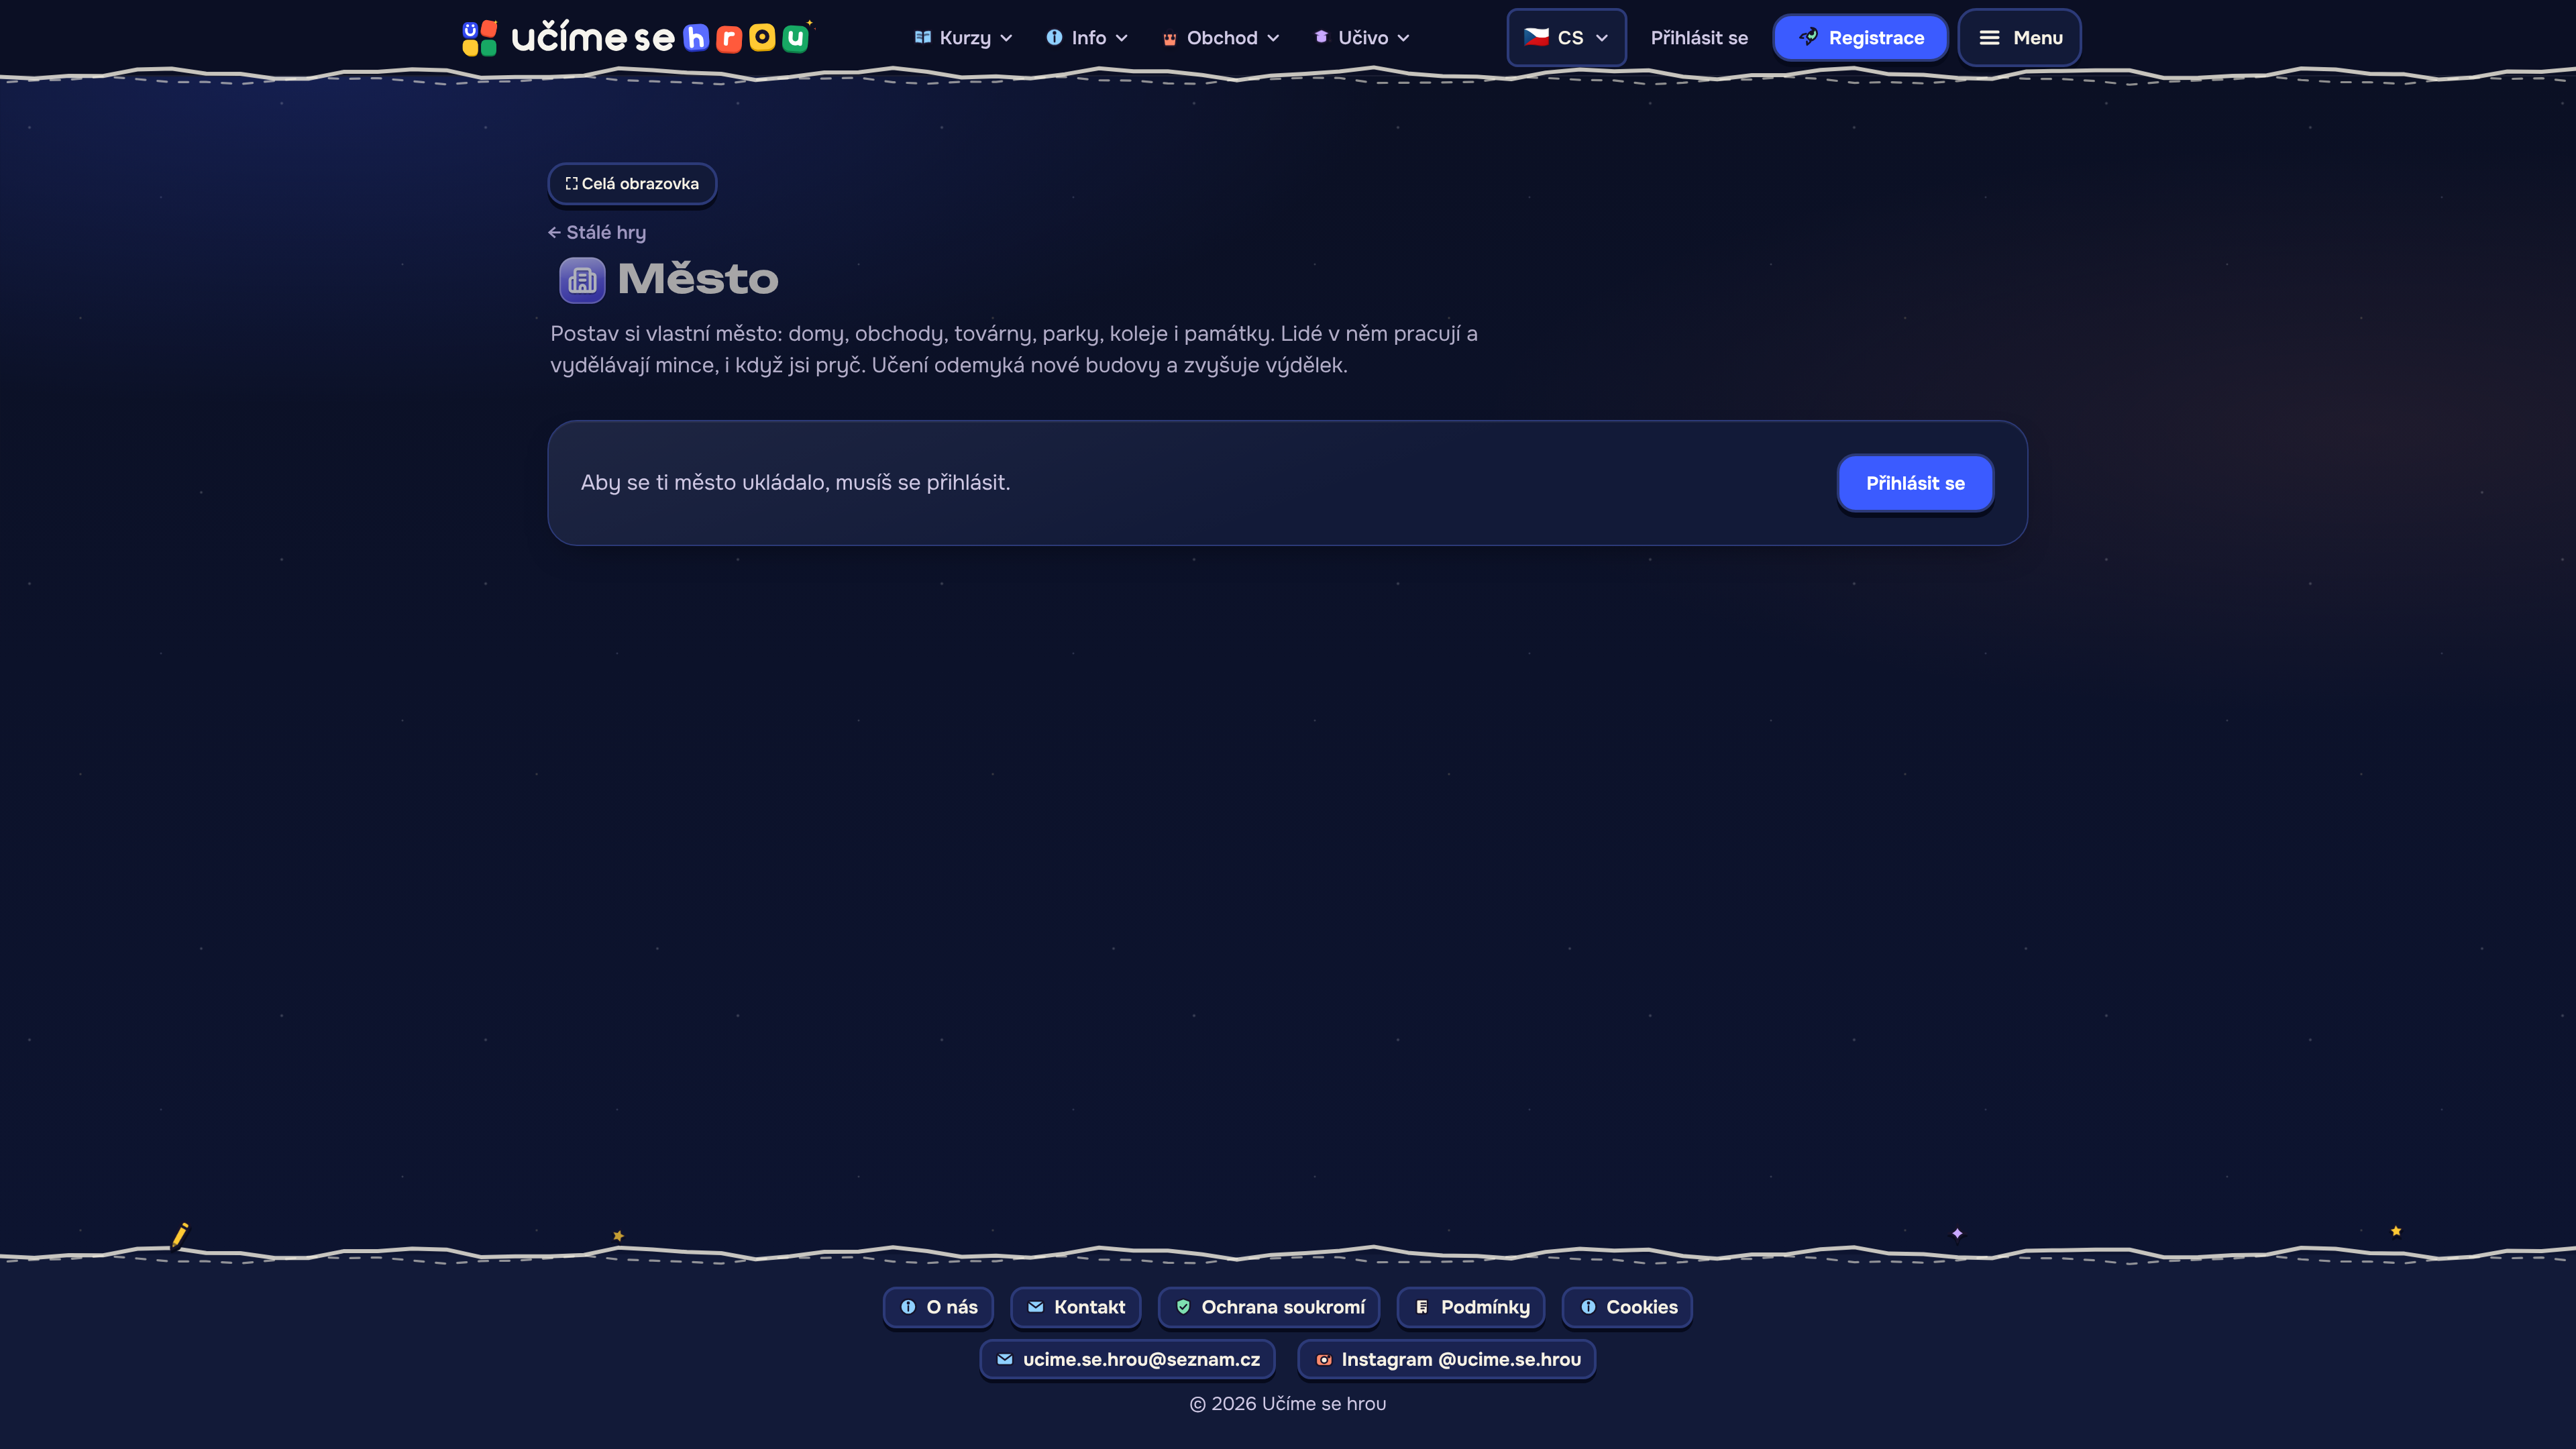 učíme se hrou
Kurzy
Info
Obchod
Učivo
CS
Přihlásit se
Registrace
Menu
Celá obrazovka
← Stálé hry
Město
Postav si vlastní město: domy, obchody, továrny, parky, koleje i památky. Lidé v něm pracují a
vydělávají mince, i když jsi pryč. Učení odemyká nové budovy a zvyšuje výdělek.
Aby se ti město ukládalo, musíš se přihlásit.
Přihlásit se
O nás
Kontakt
Ochrana soukromí
Podmínky
Cookies
ucime.se.hrou@seznam.cz
Instagram @ucime.se.hrou
© 2026 Učíme se hrou